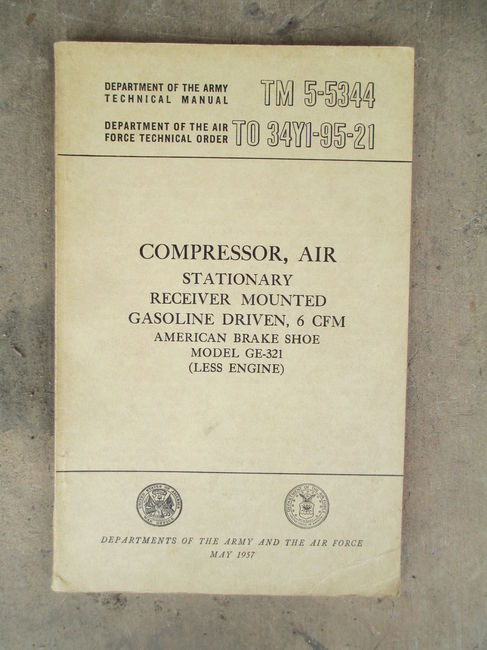 DEPARTMENT OF THE ARMY
TECHNICAL MANUAL
TM 5-5344
DEPARTMENT OF THE AIR
FORCE TECHNICAL ORDER
TO 34Y1-95-21
COMPRESSOR, AIR
STATIONARY
RECEIVER MOUNTED
GASOLINE DRIVEN, 6 CFM
AMERICAN BRAKE SHOE
MODEL GE-321
(LESS ENGINE)
DEPARTMENTS OF THE ARMY AND THE AIR FORCE
MAY 1957